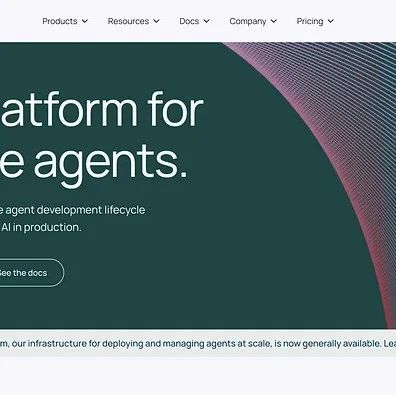 Products
Resources
Docs
Company
Pricing
atform for
e agents.
e agent development lifecycle
AI in production.
See the docs
m, our infrastructure for deploying and managing agents at scale, is now generally available. Lea